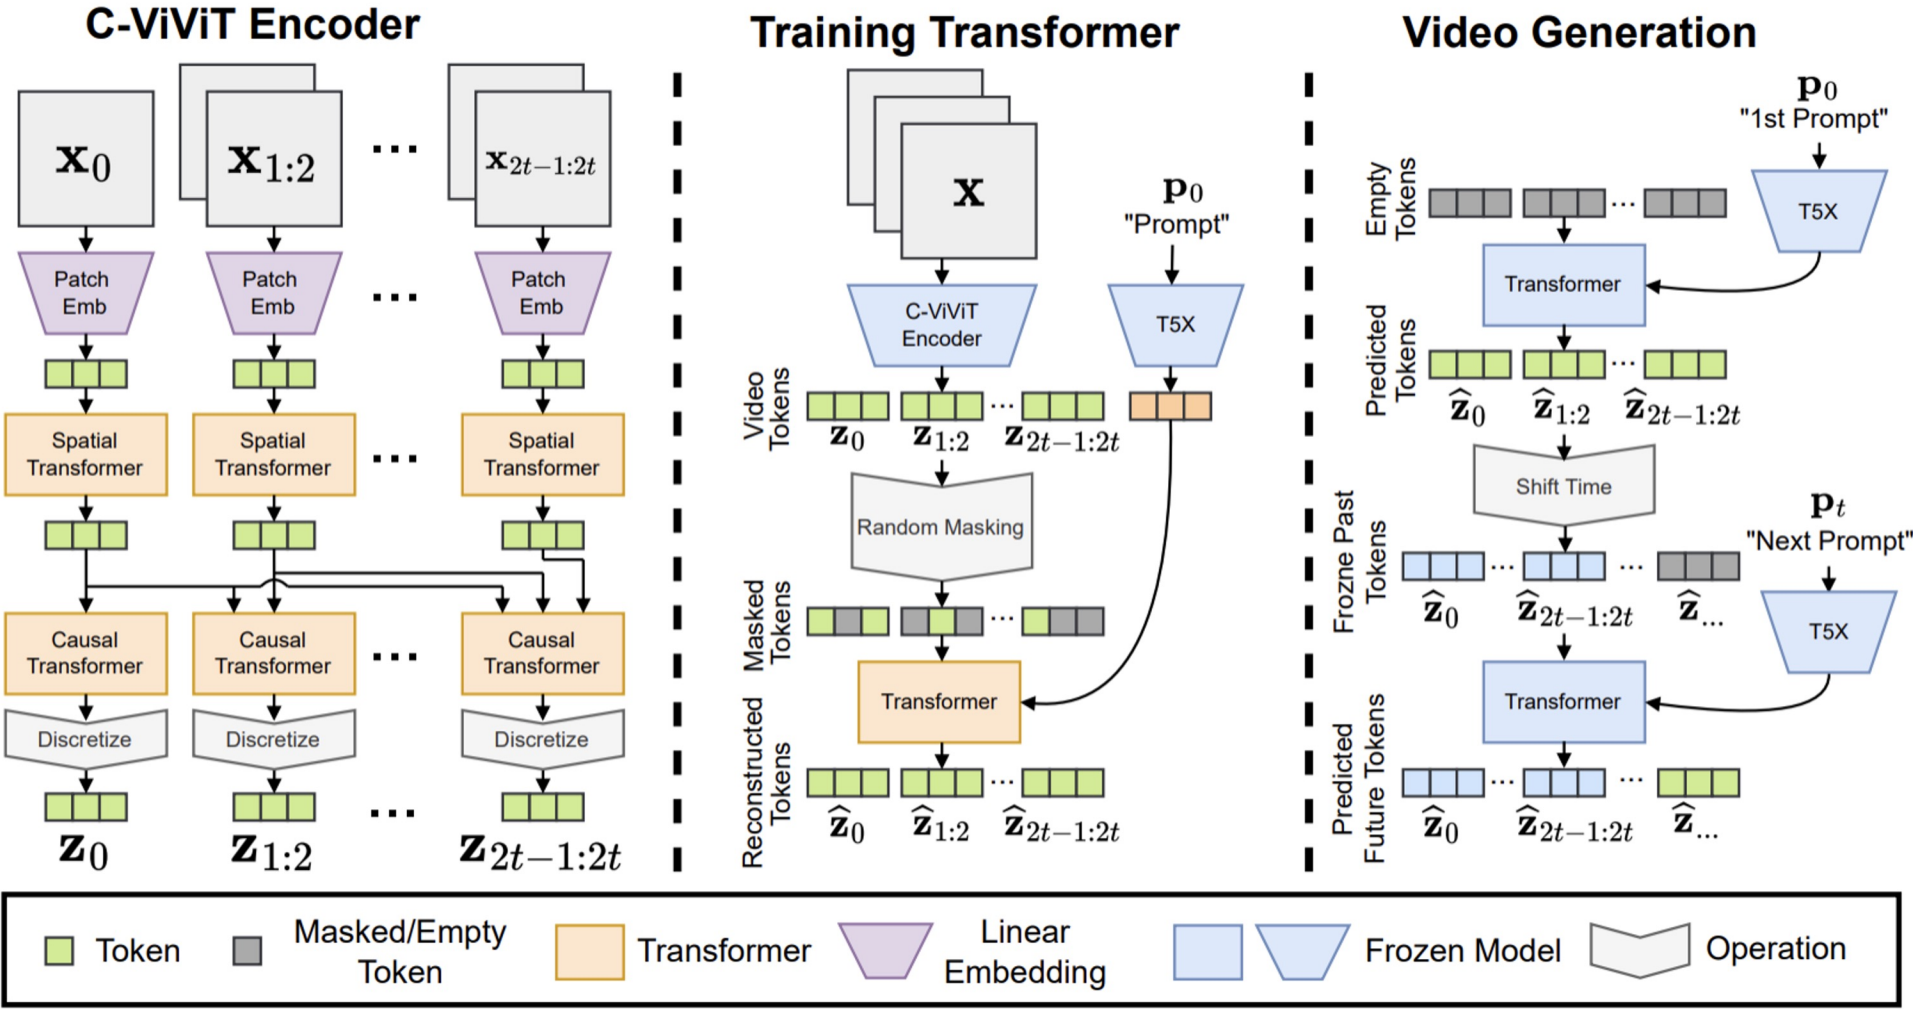 C-ViViT Encoder
x₀
x₁:₂
...
x₂ₜ₋₁:₂ₜ
Patch
Emb
Patch
Emb
...
Patch
Emb
Spatial
Transformer
Spatial
Transformer
...
Spatial
Transformer
Causal
Transformer
Causal
Transformer
...
Causal
Transformer
Discretize
Discretize
Discretize
...
z₀
z₁:₂
z₂ₜ₋₁:₂ₜ
Training Transformer
x
p₀
"Prompt"
C-ViViT
Encoder
T5X
Video
Tokens
...
z₀
z₁:₂
z₂ₜ₋₁:₂ₜ
Random Masking
Masked
Tokens
...
Transformer
Reconstructed
Tokens
...
ẑ₀
ẑ₁:₂
ẑ₂ₜ₋₁:₂ₜ
Video Generation
p₀
"1st Prompt"
Empty
Tokens
...
T5X
Transformer
Predicted
Tokens
...
ẑ₀
ẑ₁:₂
ẑ₂ₜ₋₁:₂ₜ
Shift Time
pₜ
"Next Prompt"
Frozne Past
Tokens
...
...
ẑ₀
ẑ₂ₜ₋₁:₂ₜ
ẑ...
T5X
Transformer
Predicted
Future Tokens
...
...
ẑ₀
ẑ₂ₜ₋₁:₂ₜ
ẑ...
Token
Masked/Empty
Token
Transformer
Linear
Embedding
Frozen Model
Operation